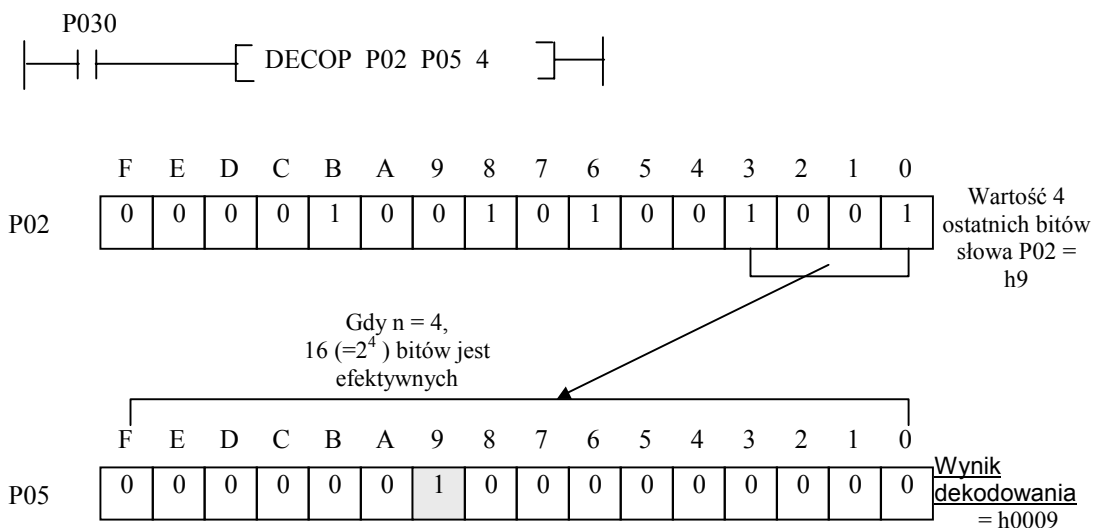 P030
DECOP P02 P05 4
F E D C B A 9 8 7 6 5 4 3 2 1 0
P02
0 0 0 0 1 0 0 1 0 1 0 0 1 0 0 1
Wartość 4
ostatnich bitów
słowa P02 =
h9
Gdy n = 4,
16 (=2^4 ) bitów jest
efektywnych
F E D C B A 9 8 7 6 5 4 3 2 1 0
P05
0 0 0 0 0 0 1 0 0 0 0 0 0 0 0 0
Wynik
dekodowania
= h0009